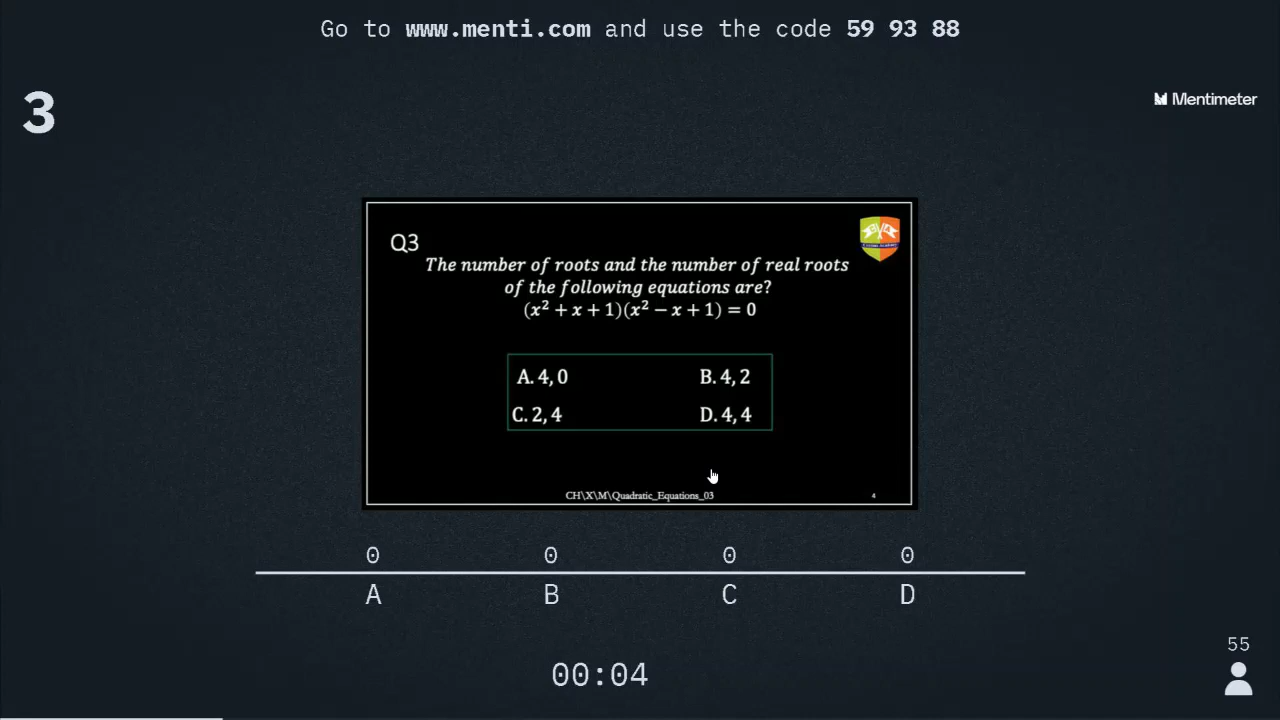 Go to www.menti.com and use the code 59 93 88
3
Mentimeter
Q3
The number of roots and the number of real roots
of the following equations are?
(x² + x + 1)(x² − x + 1) = 0
A. 4, 0
B. 4, 2
C. 2, 4
D. 4, 4
CH\X\M\Quadratic_Equations_03
4
0
0
0
0
A
B
C
D
00:04
55